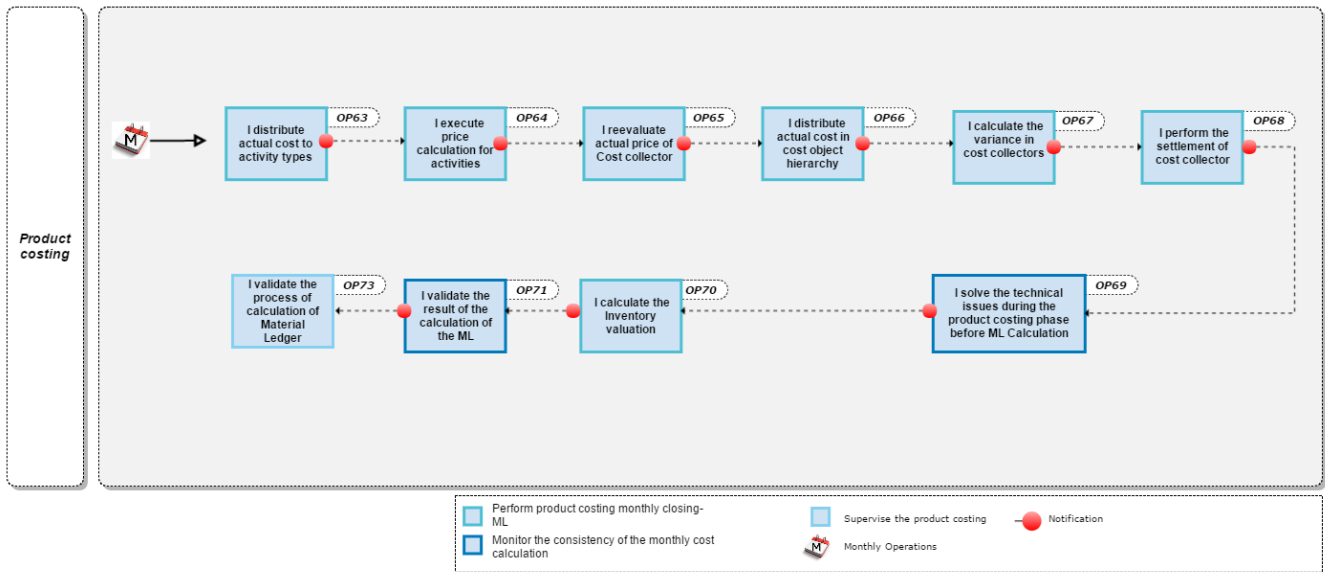 Product
costing
M
I distribute
actual cost to
activity types
OP63
I execute
price
calculation for
activities
OP64
I reevaluate
actual price of
Cost collector
OP65
I distribute
actual cost in
cost object
hierarchy
OP66
I calculate the
variance in
cost collectors
OP67
I perform the
settlement of
cost collector
OP68
I validate the
process of
calculation of
Material
Ledger
OP73
I validate the
result of the
calculation of
the ML
OP71
I calculate the
Inventory
valuation
OP70
I solve the technical
issues during the
product costing phase
before ML Calculation
OP69
Perform product costing monthly closing-
ML
Monitor the consistency of the monthly cost
calculation
Supervise the product costing
M
Monthly Operations
Notification